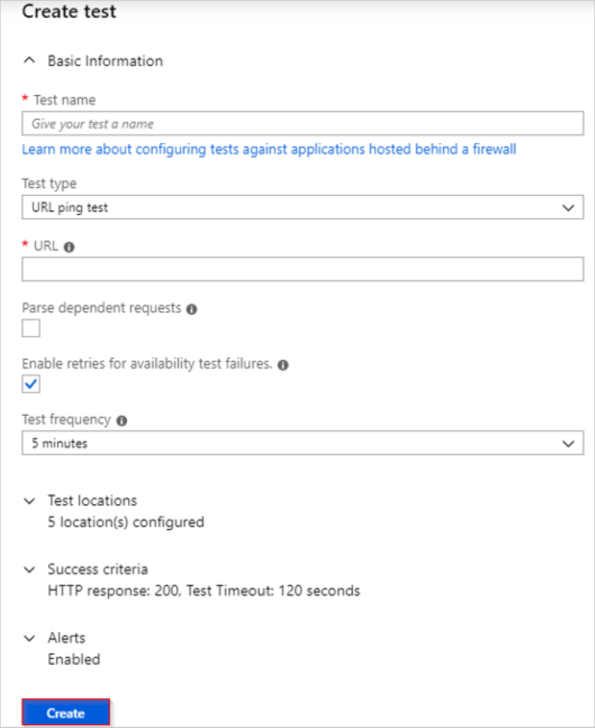 Create test
Basic Information
* Test name
Give your test a name
Learn more about configuring tests against applications hosted behind a firewall
Test type
URL ping test
* URL
Parse dependent requests
Enable retries for availability test failures.
Test frequency
5 minutes
Test locations
5 location(s) configured
Success criteria
HTTP response: 200, Test Timeout: 120 seconds
Alerts
Enabled
Create